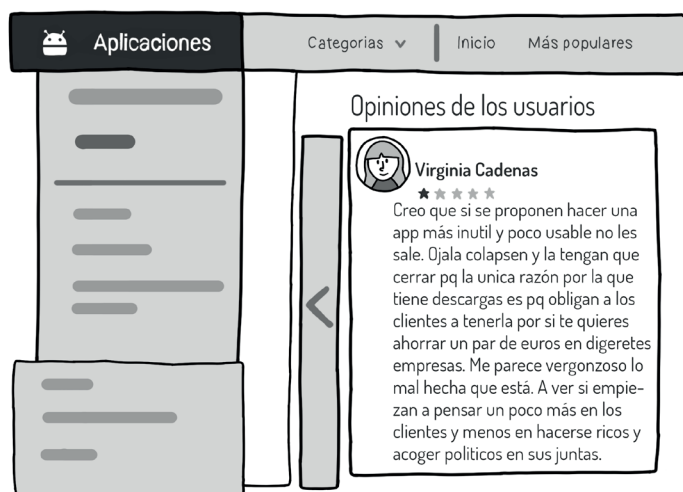 Aplicaciones
Categorias
Inicio
Más populares
Opiniones de los usuarios
Virginia Cadenas
Creo que si se proponen hacer una
app más inutil y poco usable no les
sale. Ojala colapsen y la tengan que
cerrar pq la unica razón por la que
tiene descargas es pq obligan a los
clientes a tenerla por si te quieres
ahorrar un par de euros en digeretes
empresas. Me parece vergonzoso lo
mal hecha que está. A ver si empie-
zan a pensar un poco más en los
clientes y menos en hacerse ricos y
acoger politicos en sus juntas.